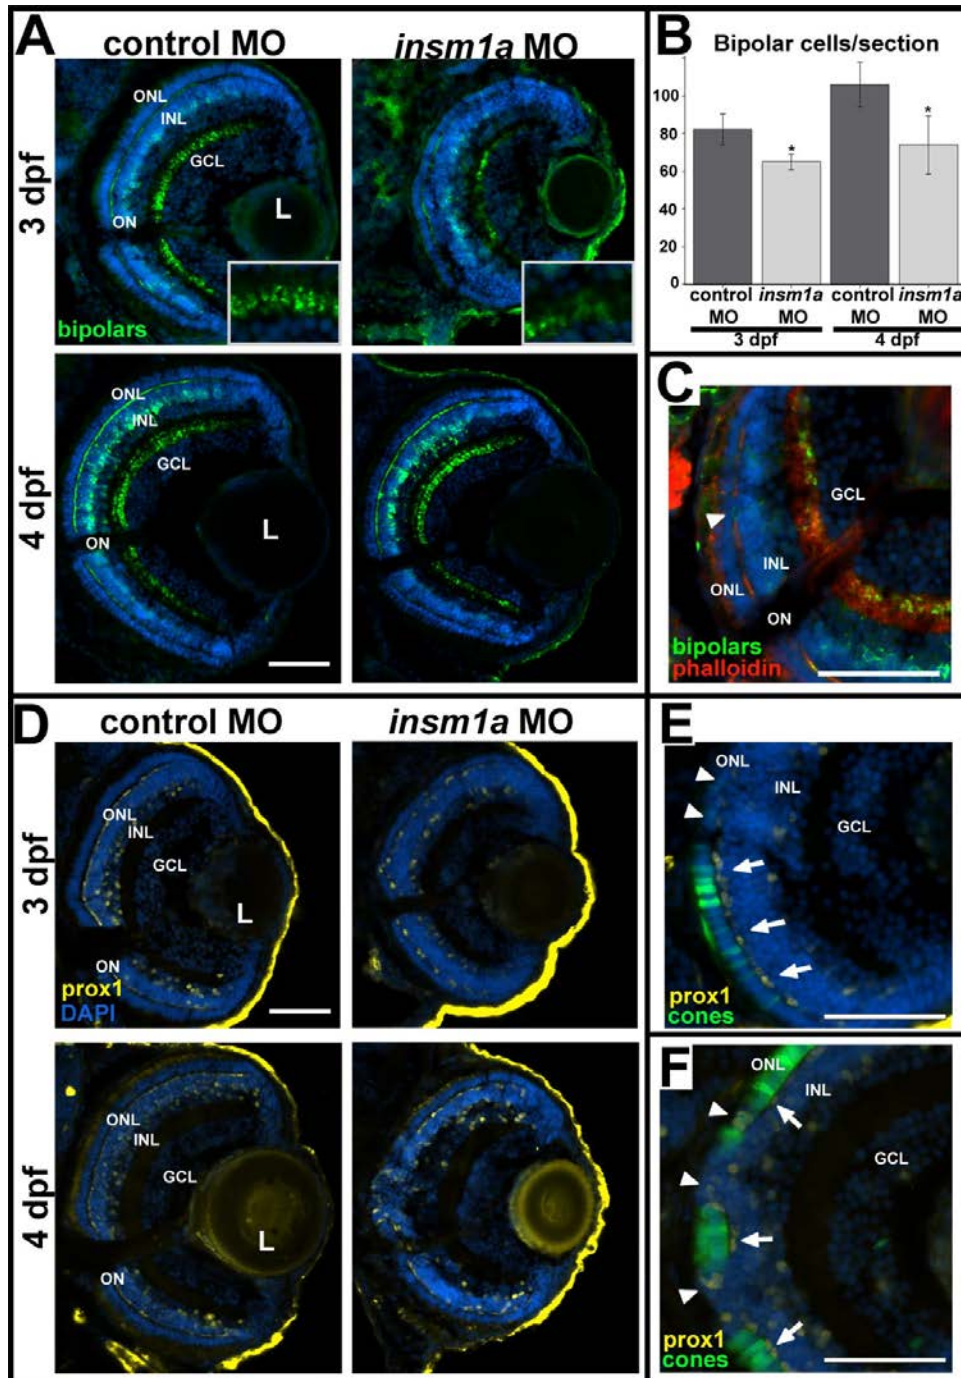 A
control MO
insm1a MO
3 dpf
ONL
INL
GCL
L
ON
bipolars
4 dpf
ONL
INL
GCL
L
ON
B
Bipolar cells/section
100
80
60
40
20
0
*
*
control MO
insm1a MO
control MO
insm1a MO
3 dpf
4 dpf
C
GCL
INL
ONL
ON
bipolars
phalloidin
D
control MO
insm1a MO
3 dpf
ONL
INL
GCL
L
ON
prox1
DAPI
4 dpf
ONL
INL
GCL
L
ON
E
ONL
INL
GCL
prox1
cones
F
ONL
INL
GCL
prox1
cones